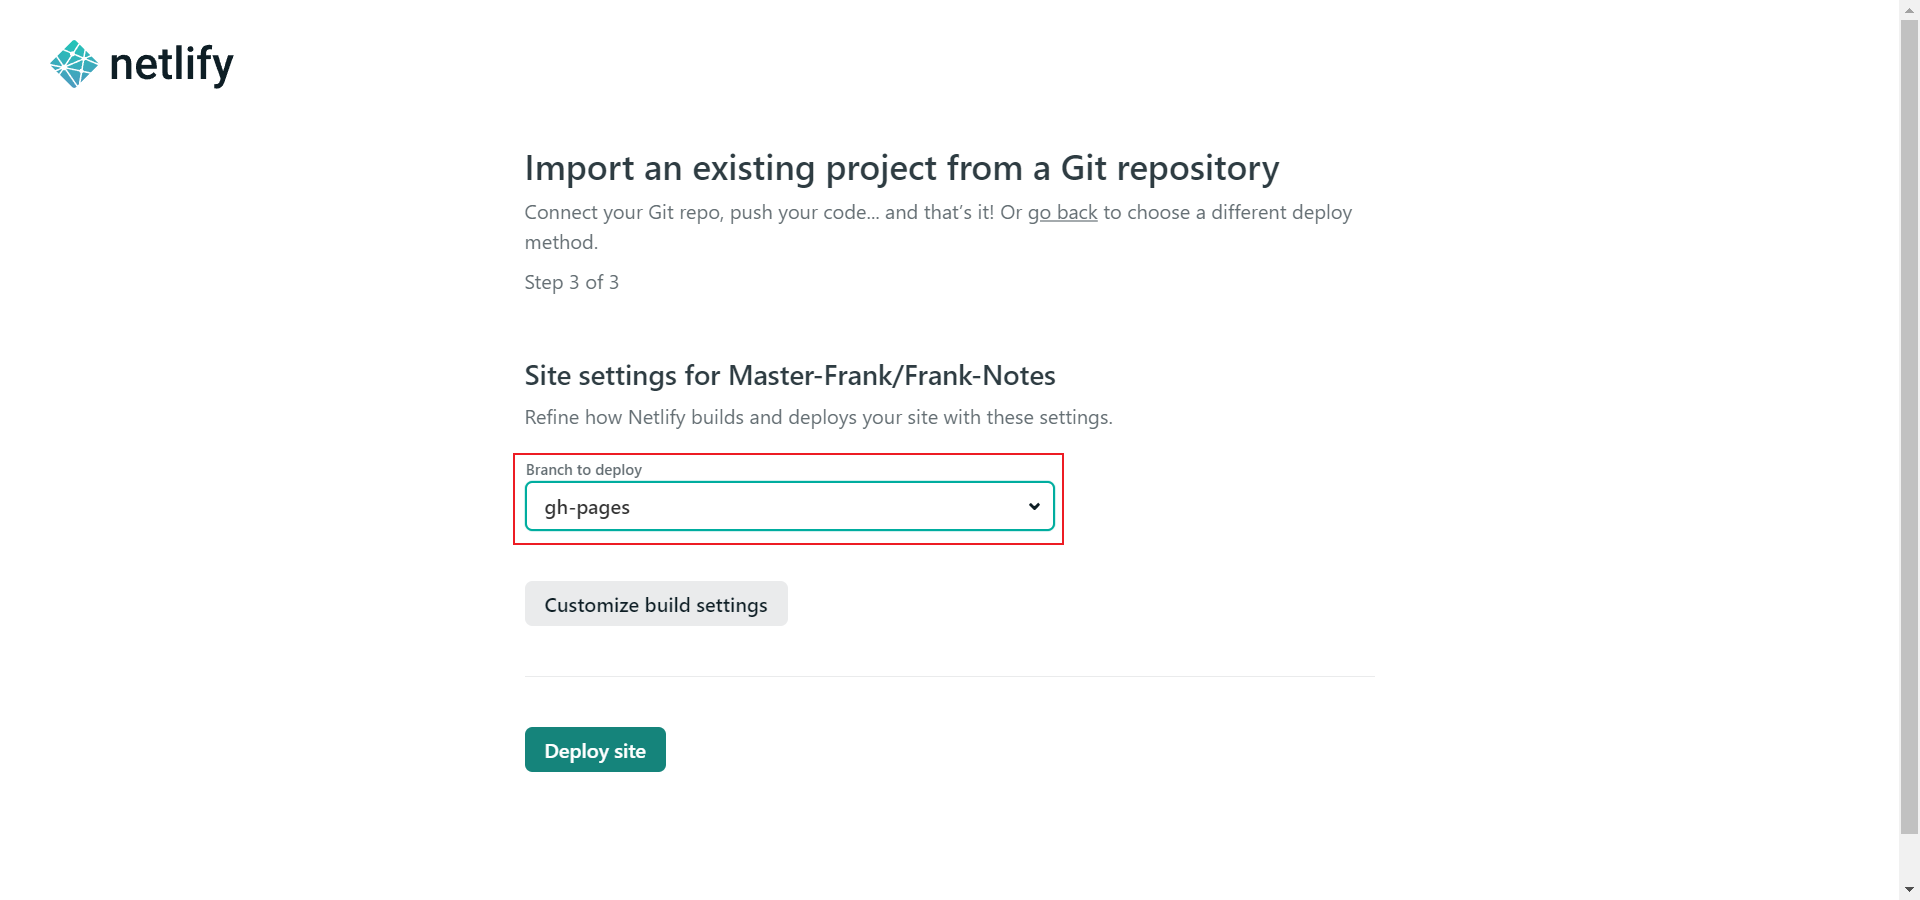 netlify
Import an existing project from a Git repository
Connect your Git repo, push your code... and that’s it! Or go back to choose a different deploy
method.
Step 3 of 3
Site settings for Master-Frank/Frank-Notes
Refine how Netlify builds and deploys your site with these settings.
Branch to deploy
gh-pages
Customize build settings
Deploy site